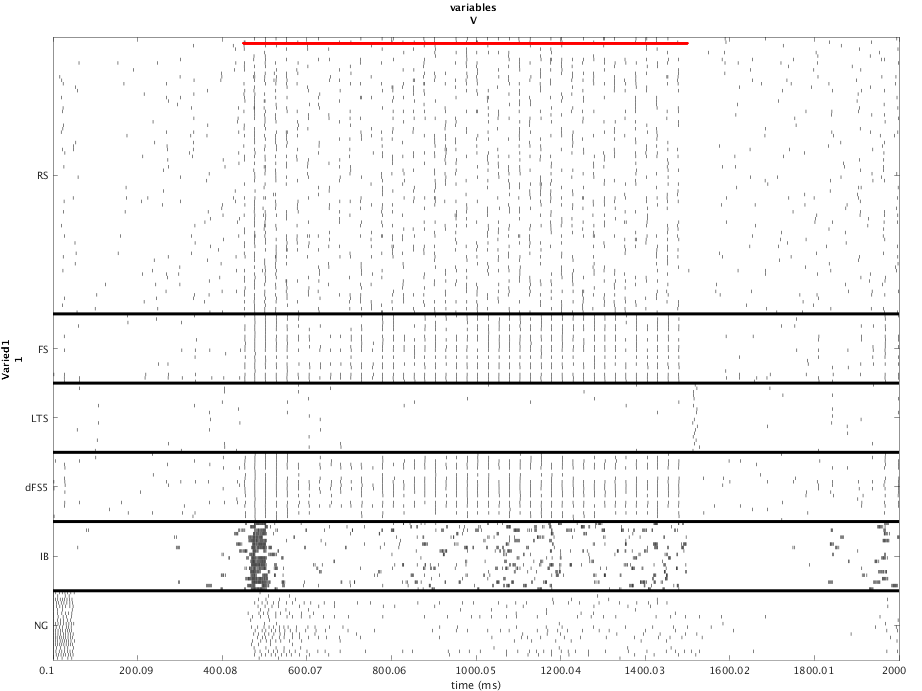 variables
V
RS
FS
LTS
dFS5
IB
NG
Varied1
1
0.1 200.09 400.08 600.07 800.06 1000.05 1200.04 1400.03 1600.02 1800.01 2000
time (ms)